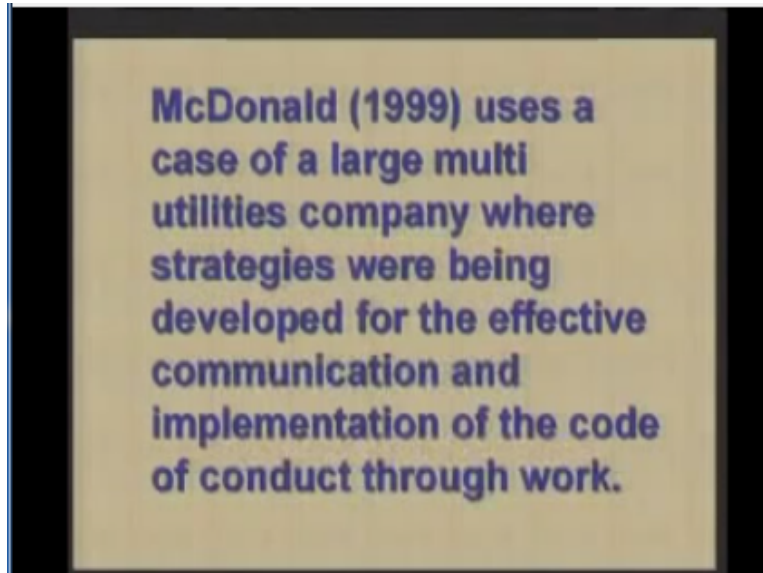 McDonald (1999) uses a
case of a large multi
utilities company where
strategies were being
developed for the effective
communication and
implementation of the code
of conduct through work.